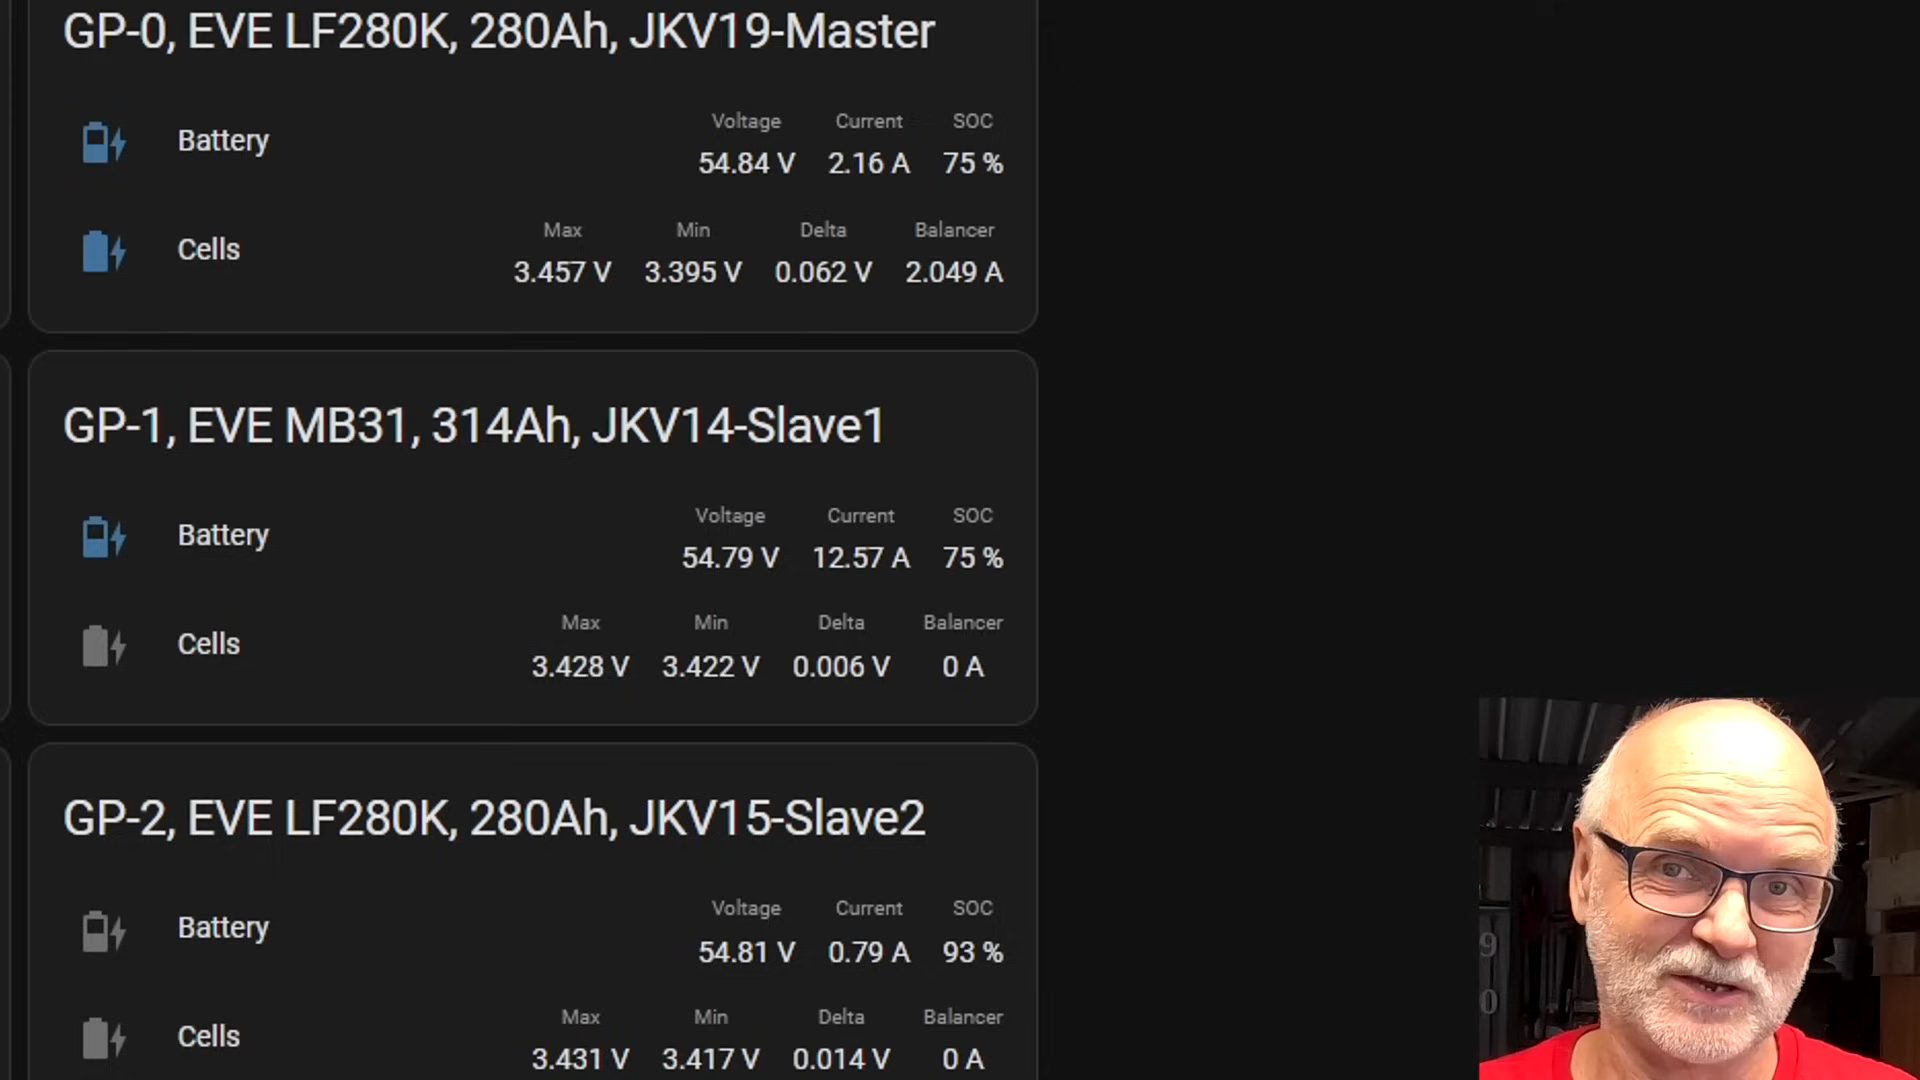 GP-0, EVE LF280K, 280Ah, JKV19-Master
Battery
Voltage Current SOC
54.84 V 2.16 A 75 %
Cells
Max Min Delta Balancer
3.457 V 3.395 V 0.062 V 2.049 A
GP-1, EVE MB31, 314Ah, JKV14-Slave1
Battery
Voltage Current SOC
54.79 V 12.57 A 75 %
Cells
Max Min Delta Balancer
3.428 V 3.422 V 0.006 V 0 A
GP-2, EVE LF280K, 280Ah, JKV15-Slave2
Battery
Voltage Current SOC
54.81 V 0.79 A 93 %
Cells
Max Min Delta Balancer
3.431 V 3.417 V 0.014 V 0 A
9
0